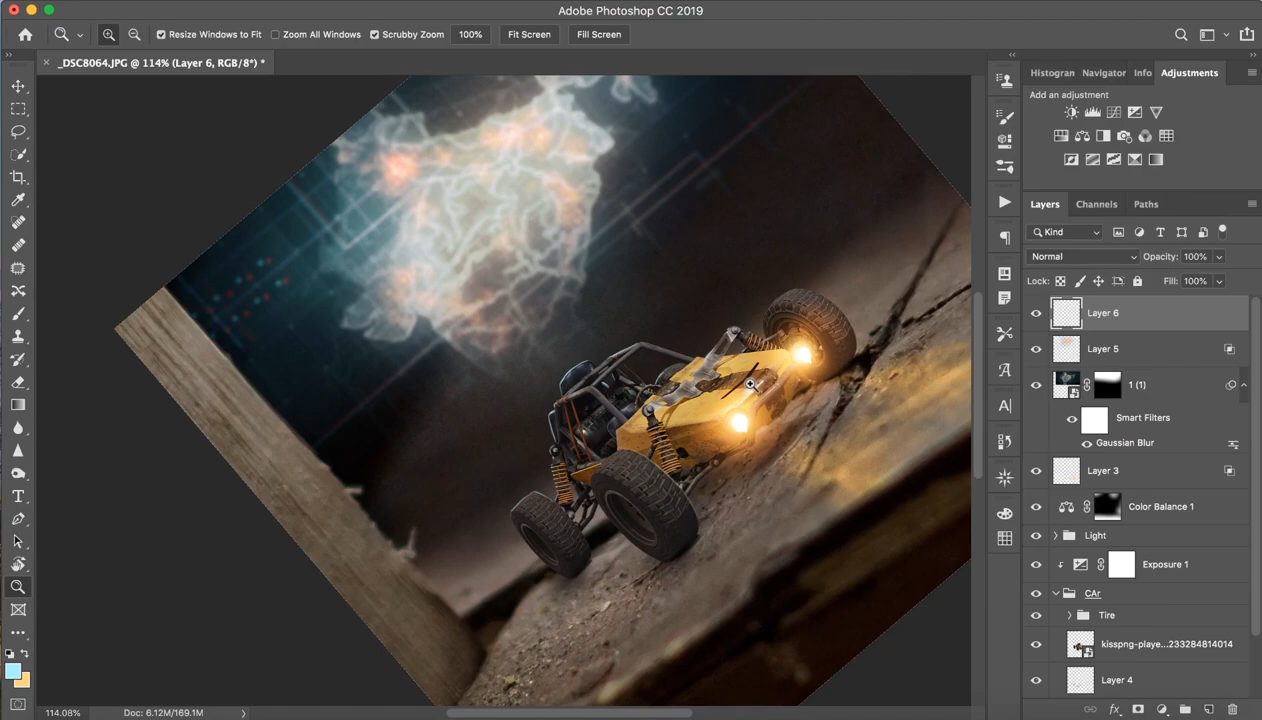 Adobe Photoshop CC 2019
Resize Windows to Fit Zoom All Windows Scrubby Zoom 100% Fit Screen Fill Screen
_DSC8064.JPG @ 114% (Layer 6, RGB/8*) *
Histogran Navigator Info Adjustments
Add an adjustment
Layers Channels Paths
Kind
Normal Opacity: 100%
Lock: Fill: 100%
Layer 6
Layer 5
1 (1)
Smart Filters
Gaussian Blur
Layer 3
Color Balance 1
Light
Exposure 1
CAr
Tire
kisspng-playe...233284814014
Layer 4
114.08% Doc: 6.12M/169.1M